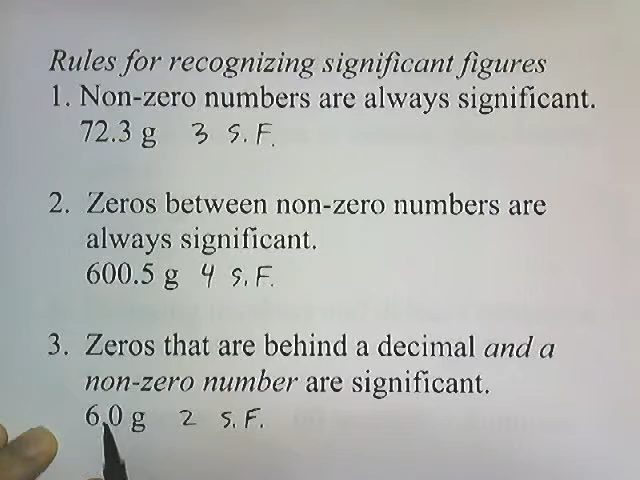 Rules for recognizing significant figures
1. Non-zero numbers are always significant.
72.3 g 3 S.F.
2. Zeros between non-zero numbers are
always significant.
600.5 g 4 S.F.
3. Zeros that are behind a decimal and a
non-zero number are significant.
6.0 g 2 S.F.